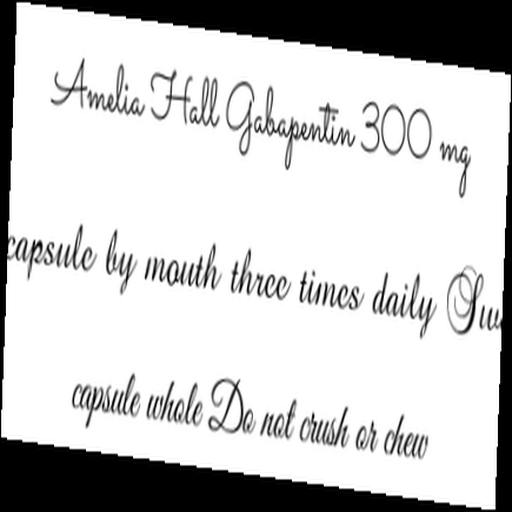 Amelia Hall Gabapentin 300 mg
capsule by mouth three times daily
capsule whole Do not crush or chew